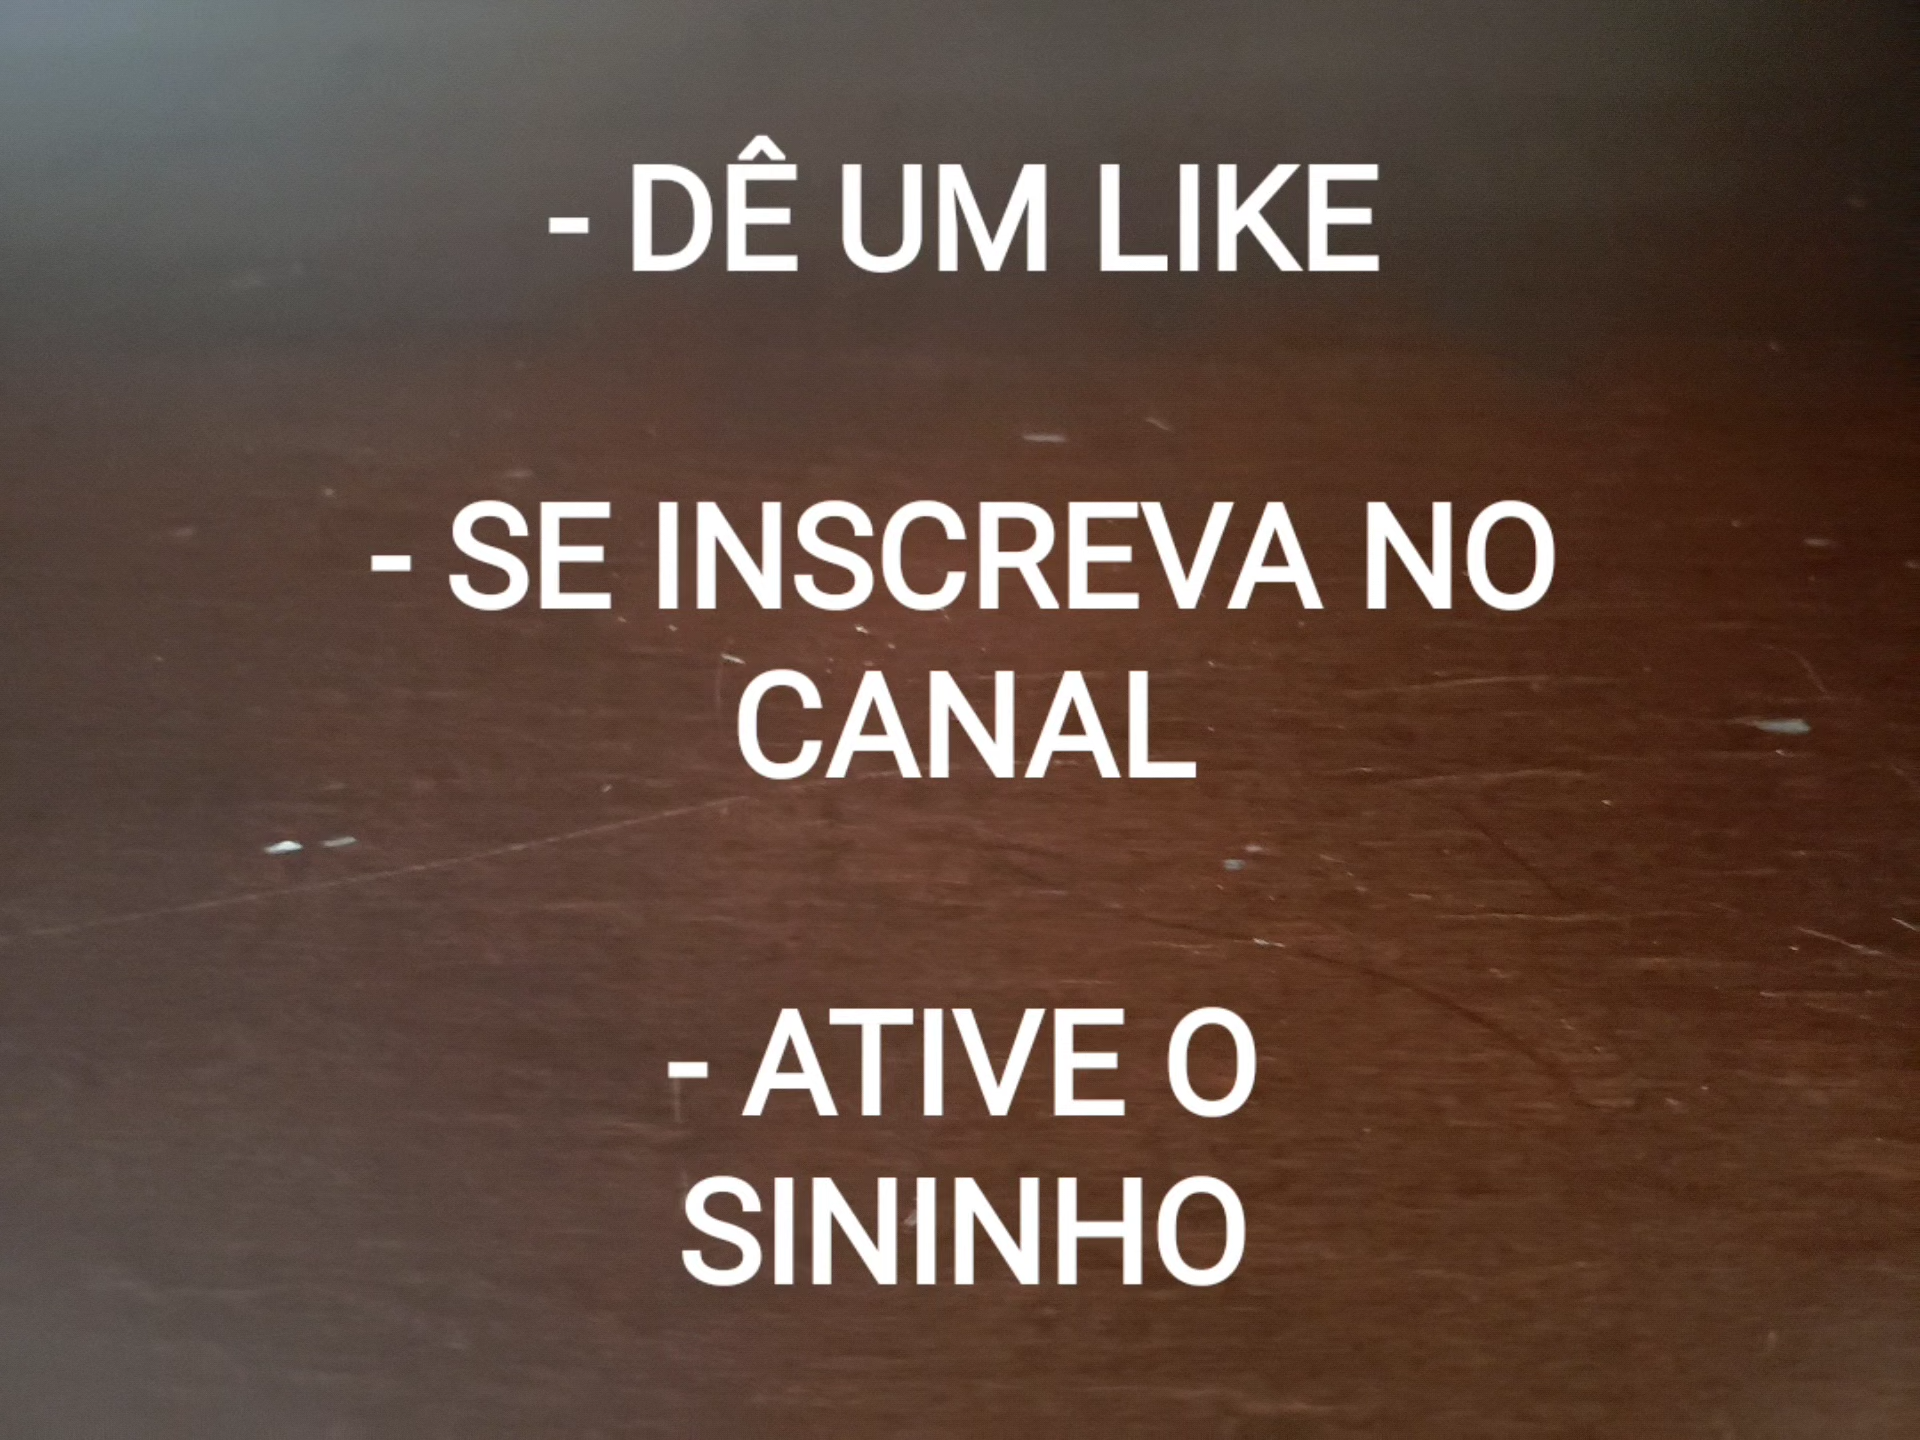 - DÊ UM LIKE
- SE INSCREVA NO
CANAL
- ATIVE O
SININHO